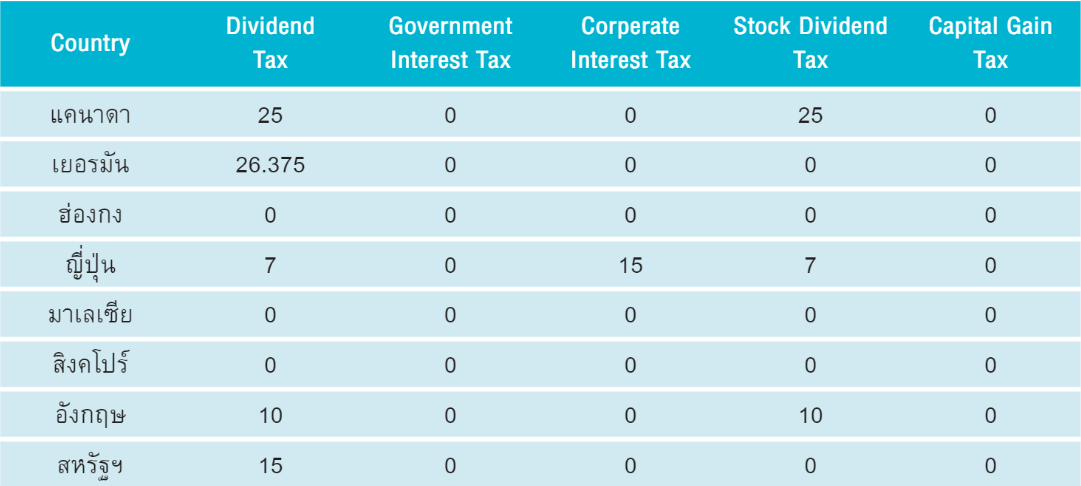 Country Dividend Tax Government Interest Tax Corperate Interest Tax Stock Dividend Tax Capital Gain Tax
แคนาดา 25 0 0 25 0
เยอรมัน 26.375 0 0 0 0
ฮ่องกง 0 0 0 0 0
ญี่ปุ่น 7 0 15 7 0
มาเลเซีย 0 0 0 0 0
สิงคโปร์ 0 0 0 0 0
อังกฤษ 10 0 0 10 0
สหรัฐฯ 15 0 0 0 0